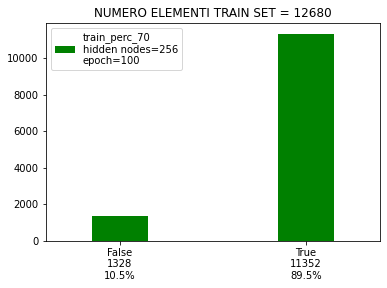 NUMERO ELEMENTI TRAIN SET = 12680
train_perc_70
hidden nodes=256
epoch=100
10000
8000
6000
4000
2000
0
False
1328
10.5%
True
11352
89.5%